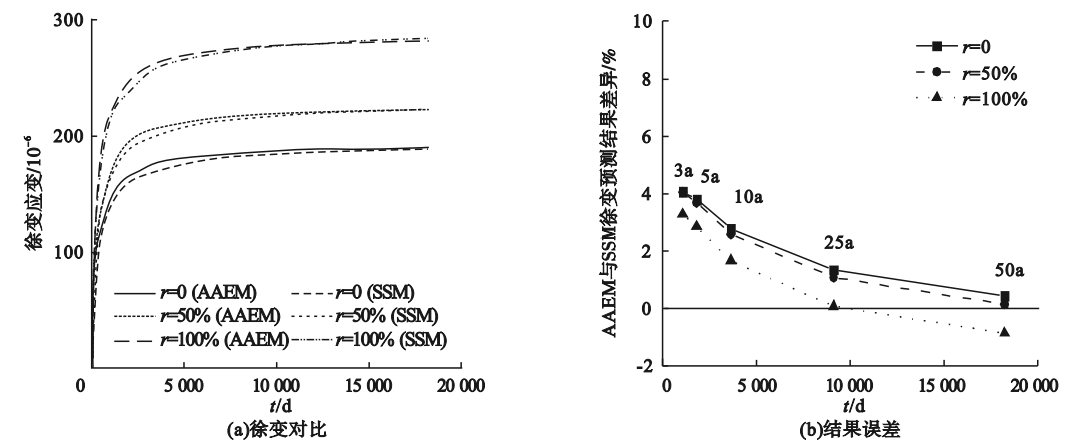 300
200
100
0
5 000
10 000
15 000
20 000
徐变应变/10⁻⁶
r=0 (AAEM)
r=0 (SSM)
r=50% (AAEM)
r=50% (SSM)
r=100% (AAEM)
r=100% (SSM)
t/d
(a)徐变对比
10
8
6
4
2
0
-2
AAEM与SSM徐变预测结果差异/%
r=0
r=50%
r=100%
3a
5a
10a
25a
50a
0
5 000
10 000
15 000
20 000
t/d
(b)结果误差